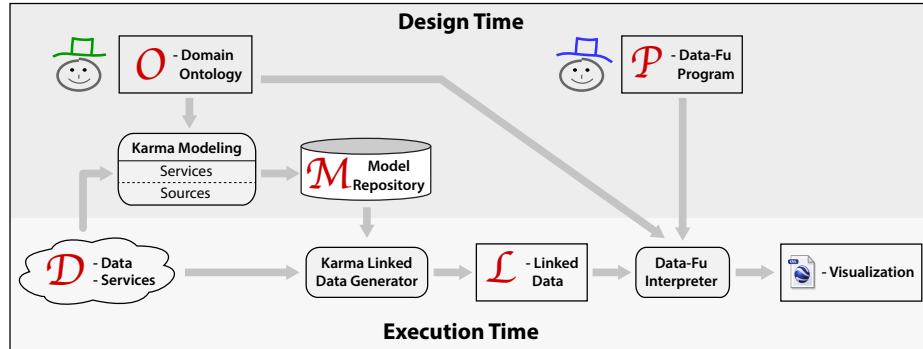 Design Time
O - Domain Ontology
P - Data-Fu Program
Karma Modeling
Services
Sources
M Model Repository
D - Data - Services
Karma Linked Data Generator
L - Linked Data
Data-Fu Interpreter
- Visualization
Execution Time